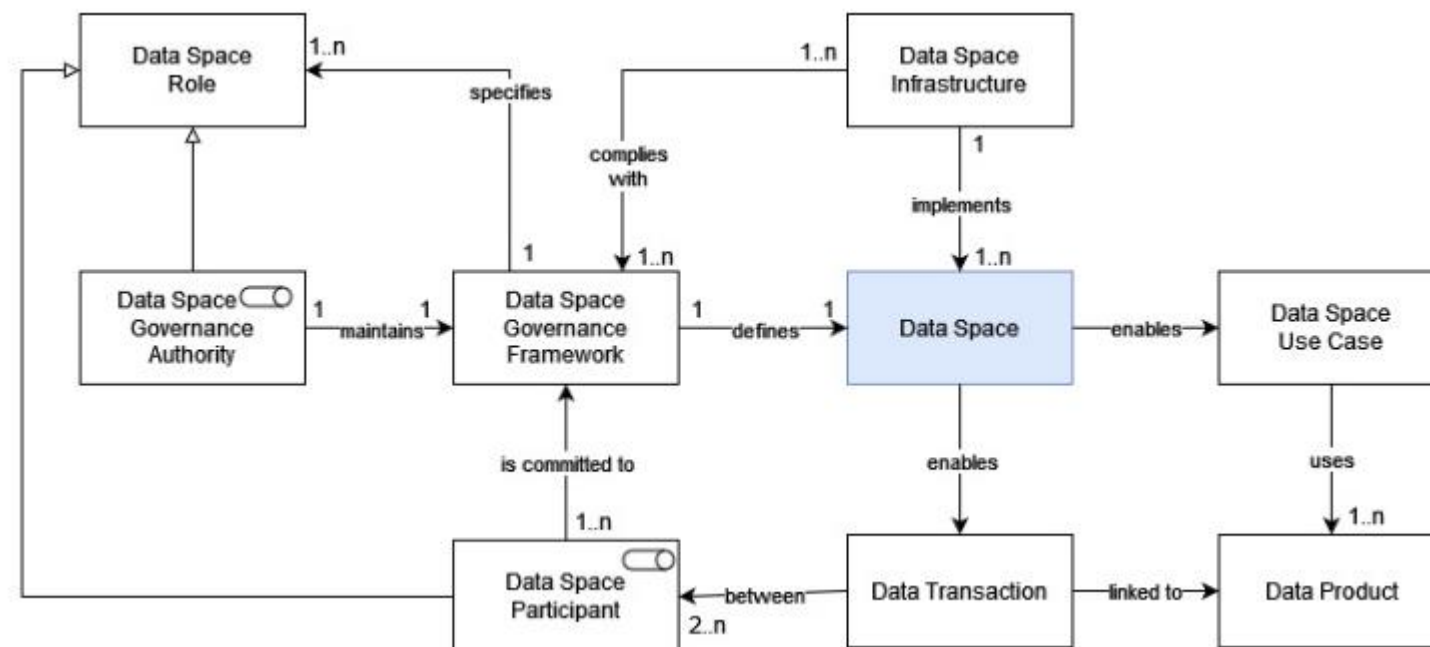 Data Space
Role
1..n
specifies
1..n
Data Space
Infrastructure
complies
with
1
implements
1
1..n
1..n
Data Space
Governance
Authority
1
maintains
1
Data Space
Governance
Framework
1
defines
1
Data Space
enables
Data Space
Use Case
is committed to
enables
uses
1..n
1..n
Data Space
Participant
between
2..n
Data Transaction
linked to
Data Product